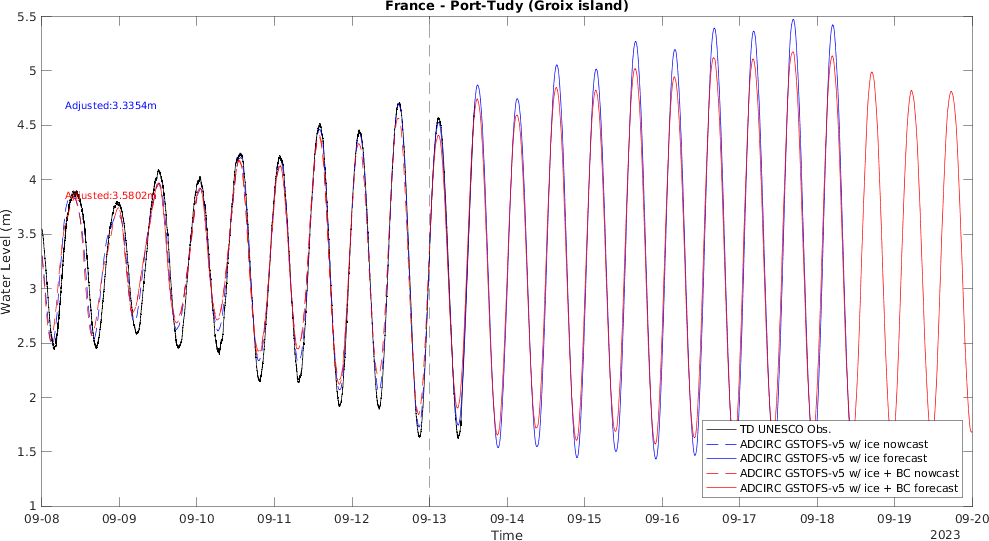 France - Port-Tudy (Groix island)
5.5
5
4.5
4
3.5
3
2.5
2
1.5
1
Water Level (m)
Adjusted:3.3354m
Adjusted:3.5802m
TD UNESCO Obs.
ADCIRC GSTOFS-v5 w/ ice nowcast
ADCIRC GSTOFS-v5 w/ ice forecast
ADCIRC GSTOFS-v5 w/ ice + BC nowcast
ADCIRC GSTOFS-v5 w/ ice + BC forecast
09-08 09-09 09-10 09-11 09-12 09-13 09-14 09-15 09-16 09-17 09-18 09-19 09-20
Time
2023